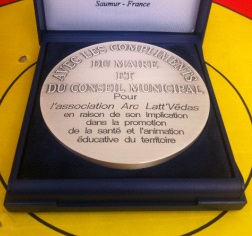 Saumur - France
AVEC LES COMPLIMENTS
DU MAIRE
ET
DU CONSEIL MUNICIPAL
Pour
l'association Arc Latt'Védas
en raison de son implication
dans la promotion
de la santé et l'animation
éducative du territoire